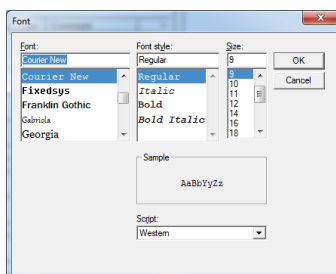 Font
Font:
Font style:
Size:
Courier New
Regular
9
OK
Cancel
Courier New
Fixedsys
Franklin Gothic
Gabriola
Georgia
Regular
Italic
Bold
Bold Italic
9
10
11
12
14
16
18
Sample
AaBbYyZz
Script:
Western